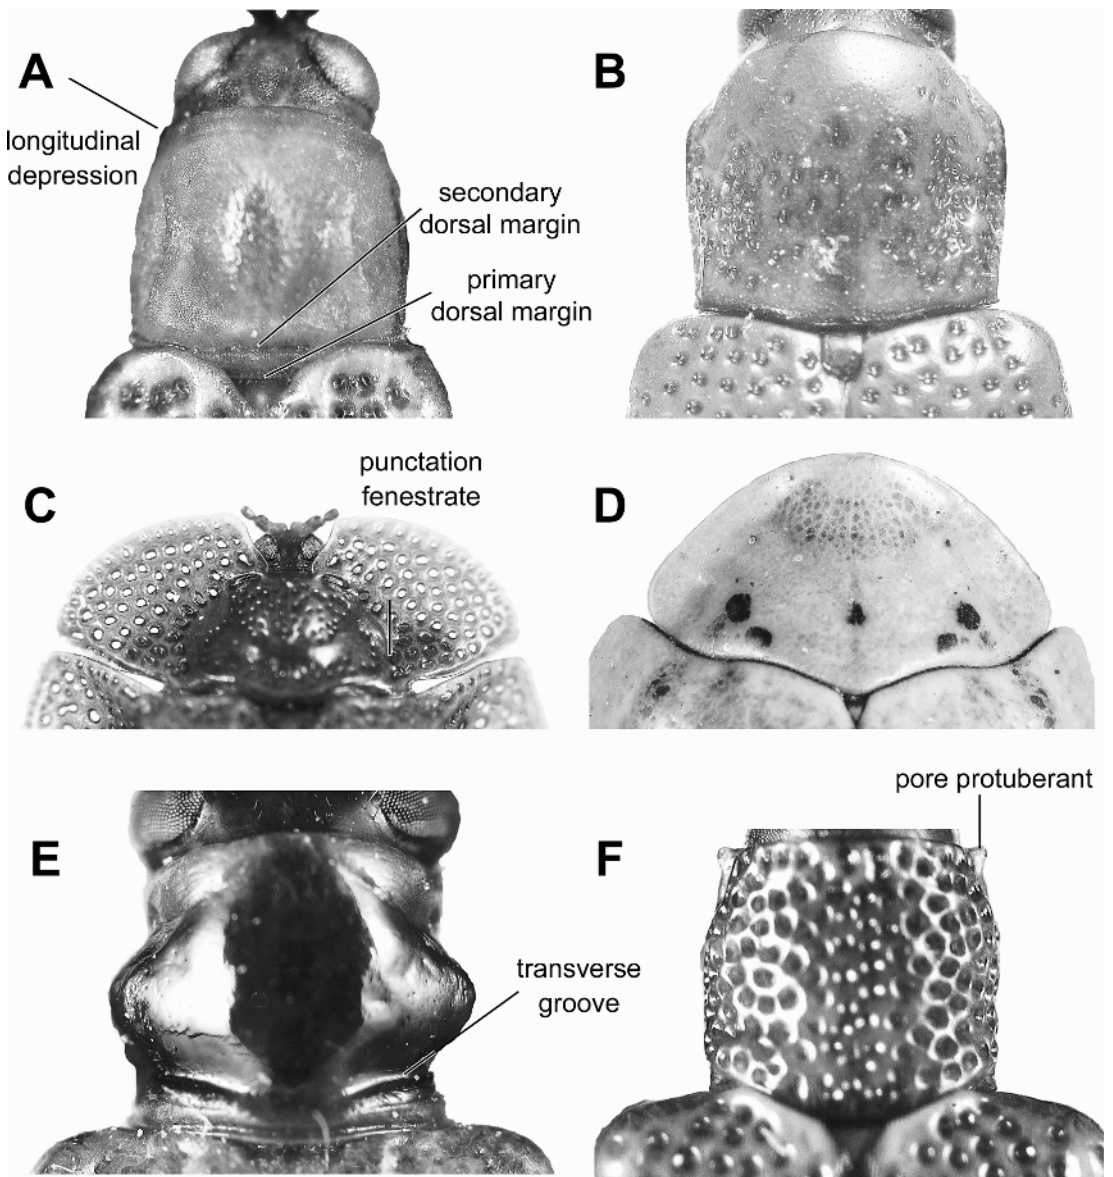 A
longitudinal
depression
secondary
dorsal margin
primary
dorsal margin
B
C
punctation
fenestrate
D
E
transverse
groove
pore protuberant
F